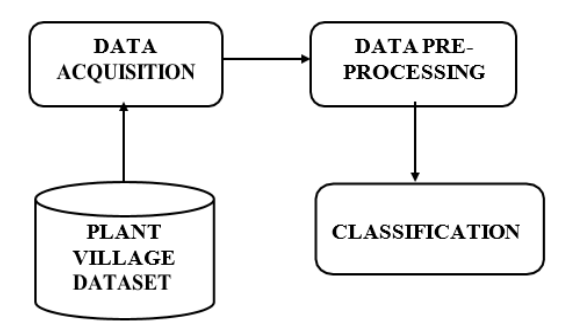 DATA
ACQUISITION
DATA PRE-
PROCESSING
PLANT
VILLAGE
DATASET
CLASSIFICATION